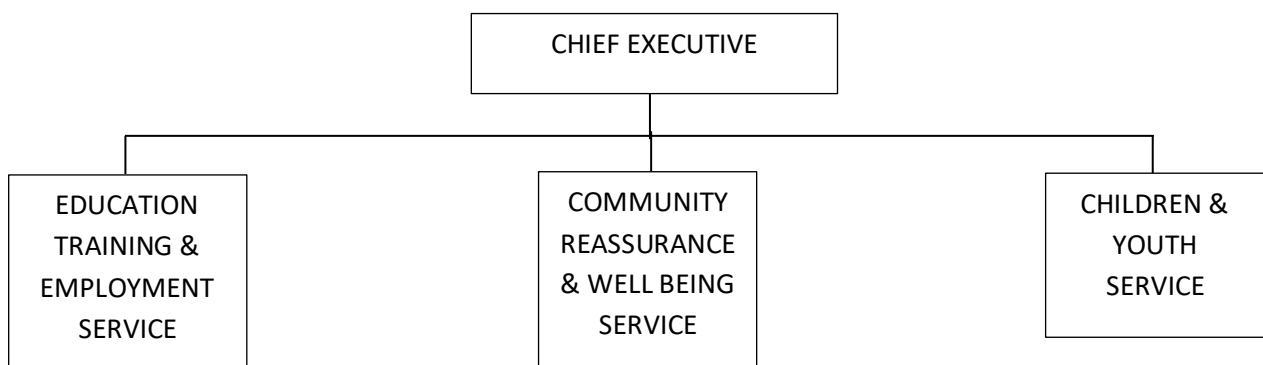 CHIEF EXECUTIVE
EDUCATION
TRAINING &
EMPLOYMENT
SERVICE
COMMUNITY
REASSURANCE
& WELL BEING
SERVICE
CHILDREN &
YOUTH
SERVICE